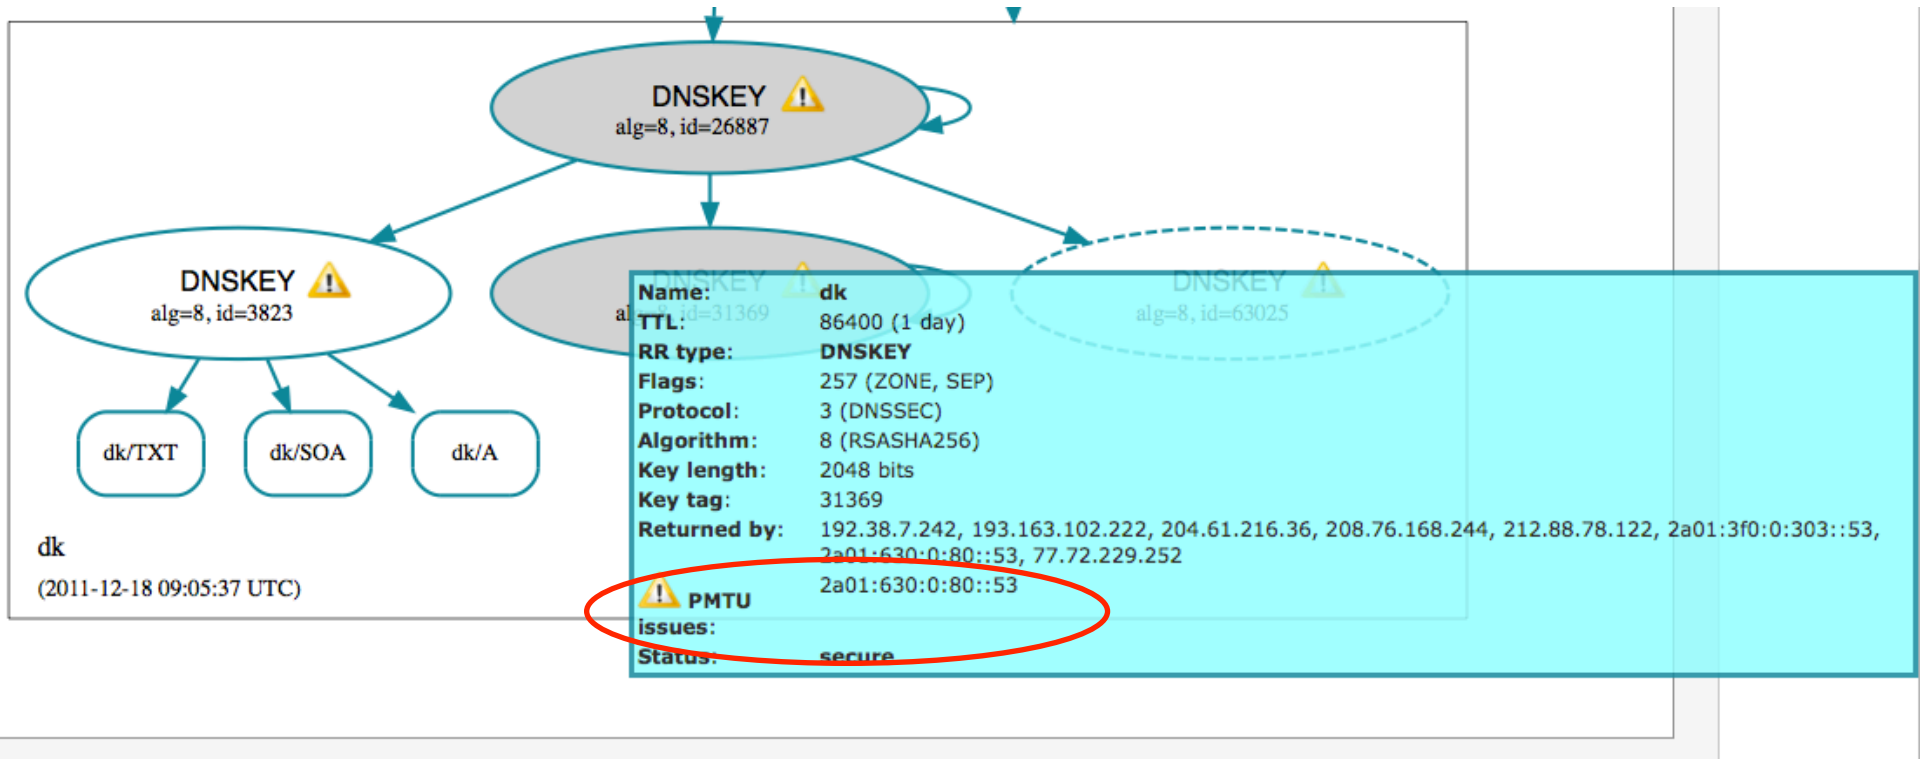 DNSKEY
alg=8, id=26887
DNSKEY
alg=8, id=3823
DNSKEY
alg=8, id=31369
DNSKEY
alg=8, id=63025
dk/TXT
dk/SOA
dk/A
dk
(2011-12-18 09:05:37 UTC)
Name: dk
TTL: 86400 (1 day)
RR type: DNSKEY
Flags: 257 (ZONE, SEP)
Protocol: 3 (DNSSEC)
Algorithm: 8 (RSASHA256)
Key length: 2048 bits
Key tag: 31369
Returned by: 192.38.7.242, 193.163.102.222, 204.61.216.36, 208.76.168.244, 212.88.78.122, 2a01:3f0:0:303::53,
2a01:630:0:80::53, 77.72.229.252
PMTU 2a01:630:0:80::53
issues:
Status: secure